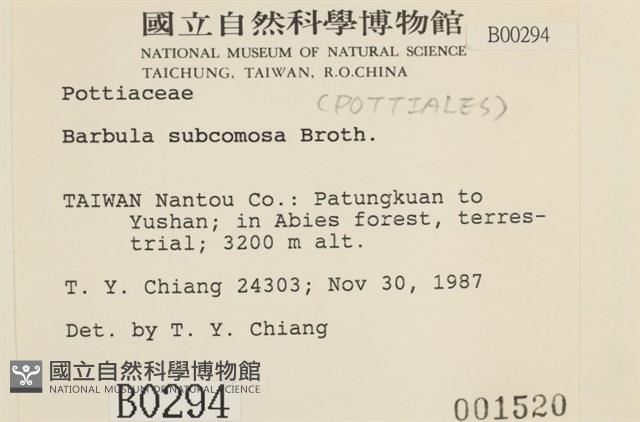 國立自然科學博物館
B00294
NATIONAL MUSEUM OF NATURAL SCIENCE
TAICHUNG, TAIWAN, R.O.CHINA
Pottiaceae
(POTTIALES)
Barbula subcomosa Broth.
TAIWAN Nantou Co.: Patungkuan to
Yushan; in Abies forest, terres-
trial; 3200 m alt.
T. Y. Chiang 24303; Nov 30, 1987
Det. by T. Y. Chiang
國立自然科學博物館
NATIONAL MUSEUM OF NATURAL SCIENCE
B0294
001520